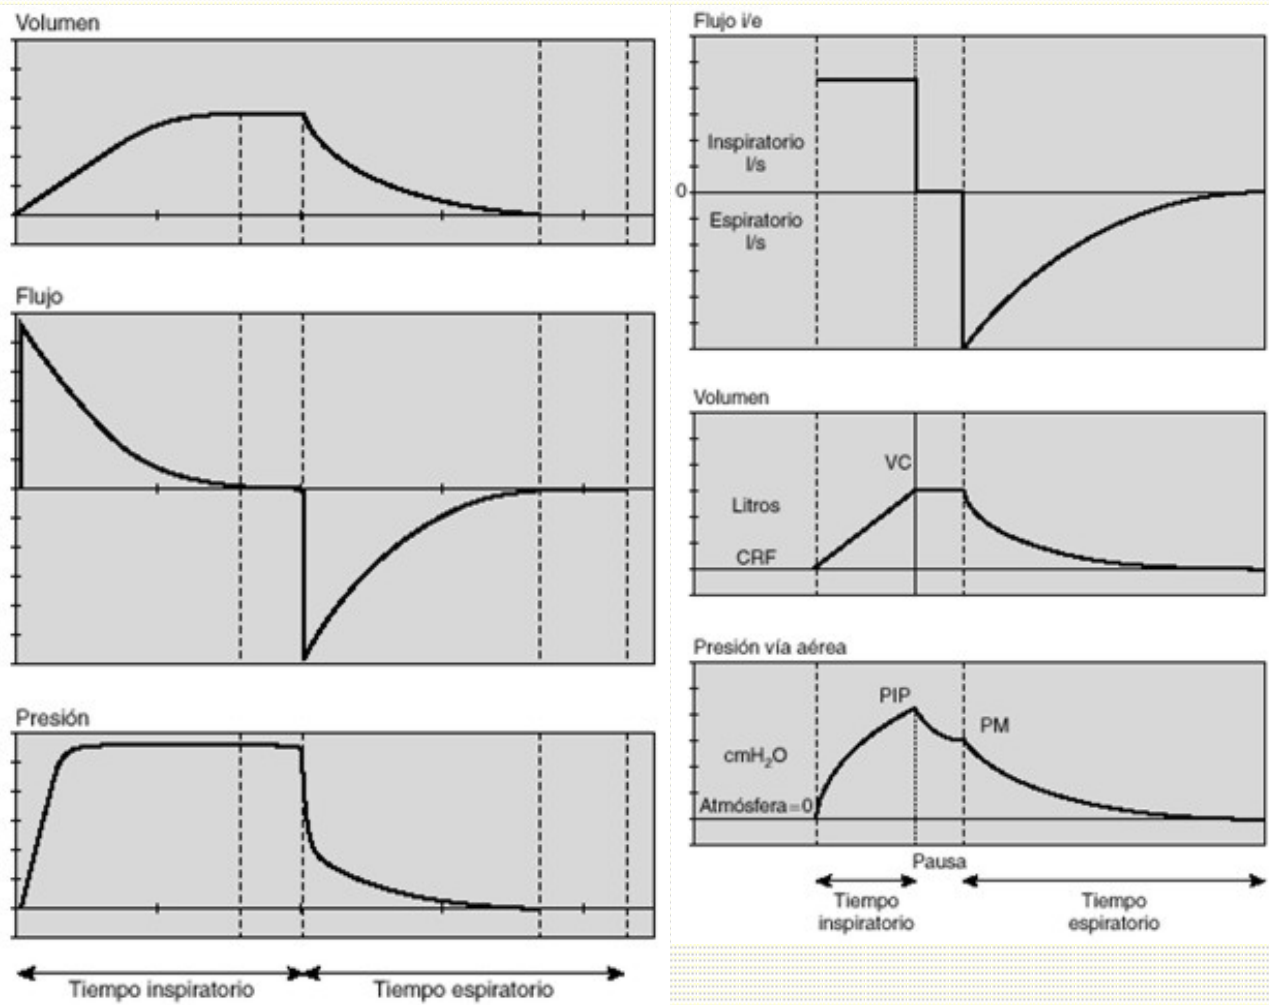 Volumen
Flujo
Presión
Tiempo inspiratorio
Tiempo espiratorio
Flujo i/e
Inspiratorio
l/s
0
Espiratorio
l/s
Volumen
VC
Litros
CRF
Presión vía aérea
PIP
PM
cmH₂O
Atmósfera=0
Pausa
Tiempo
inspiratorio
Tiempo
espiratorio